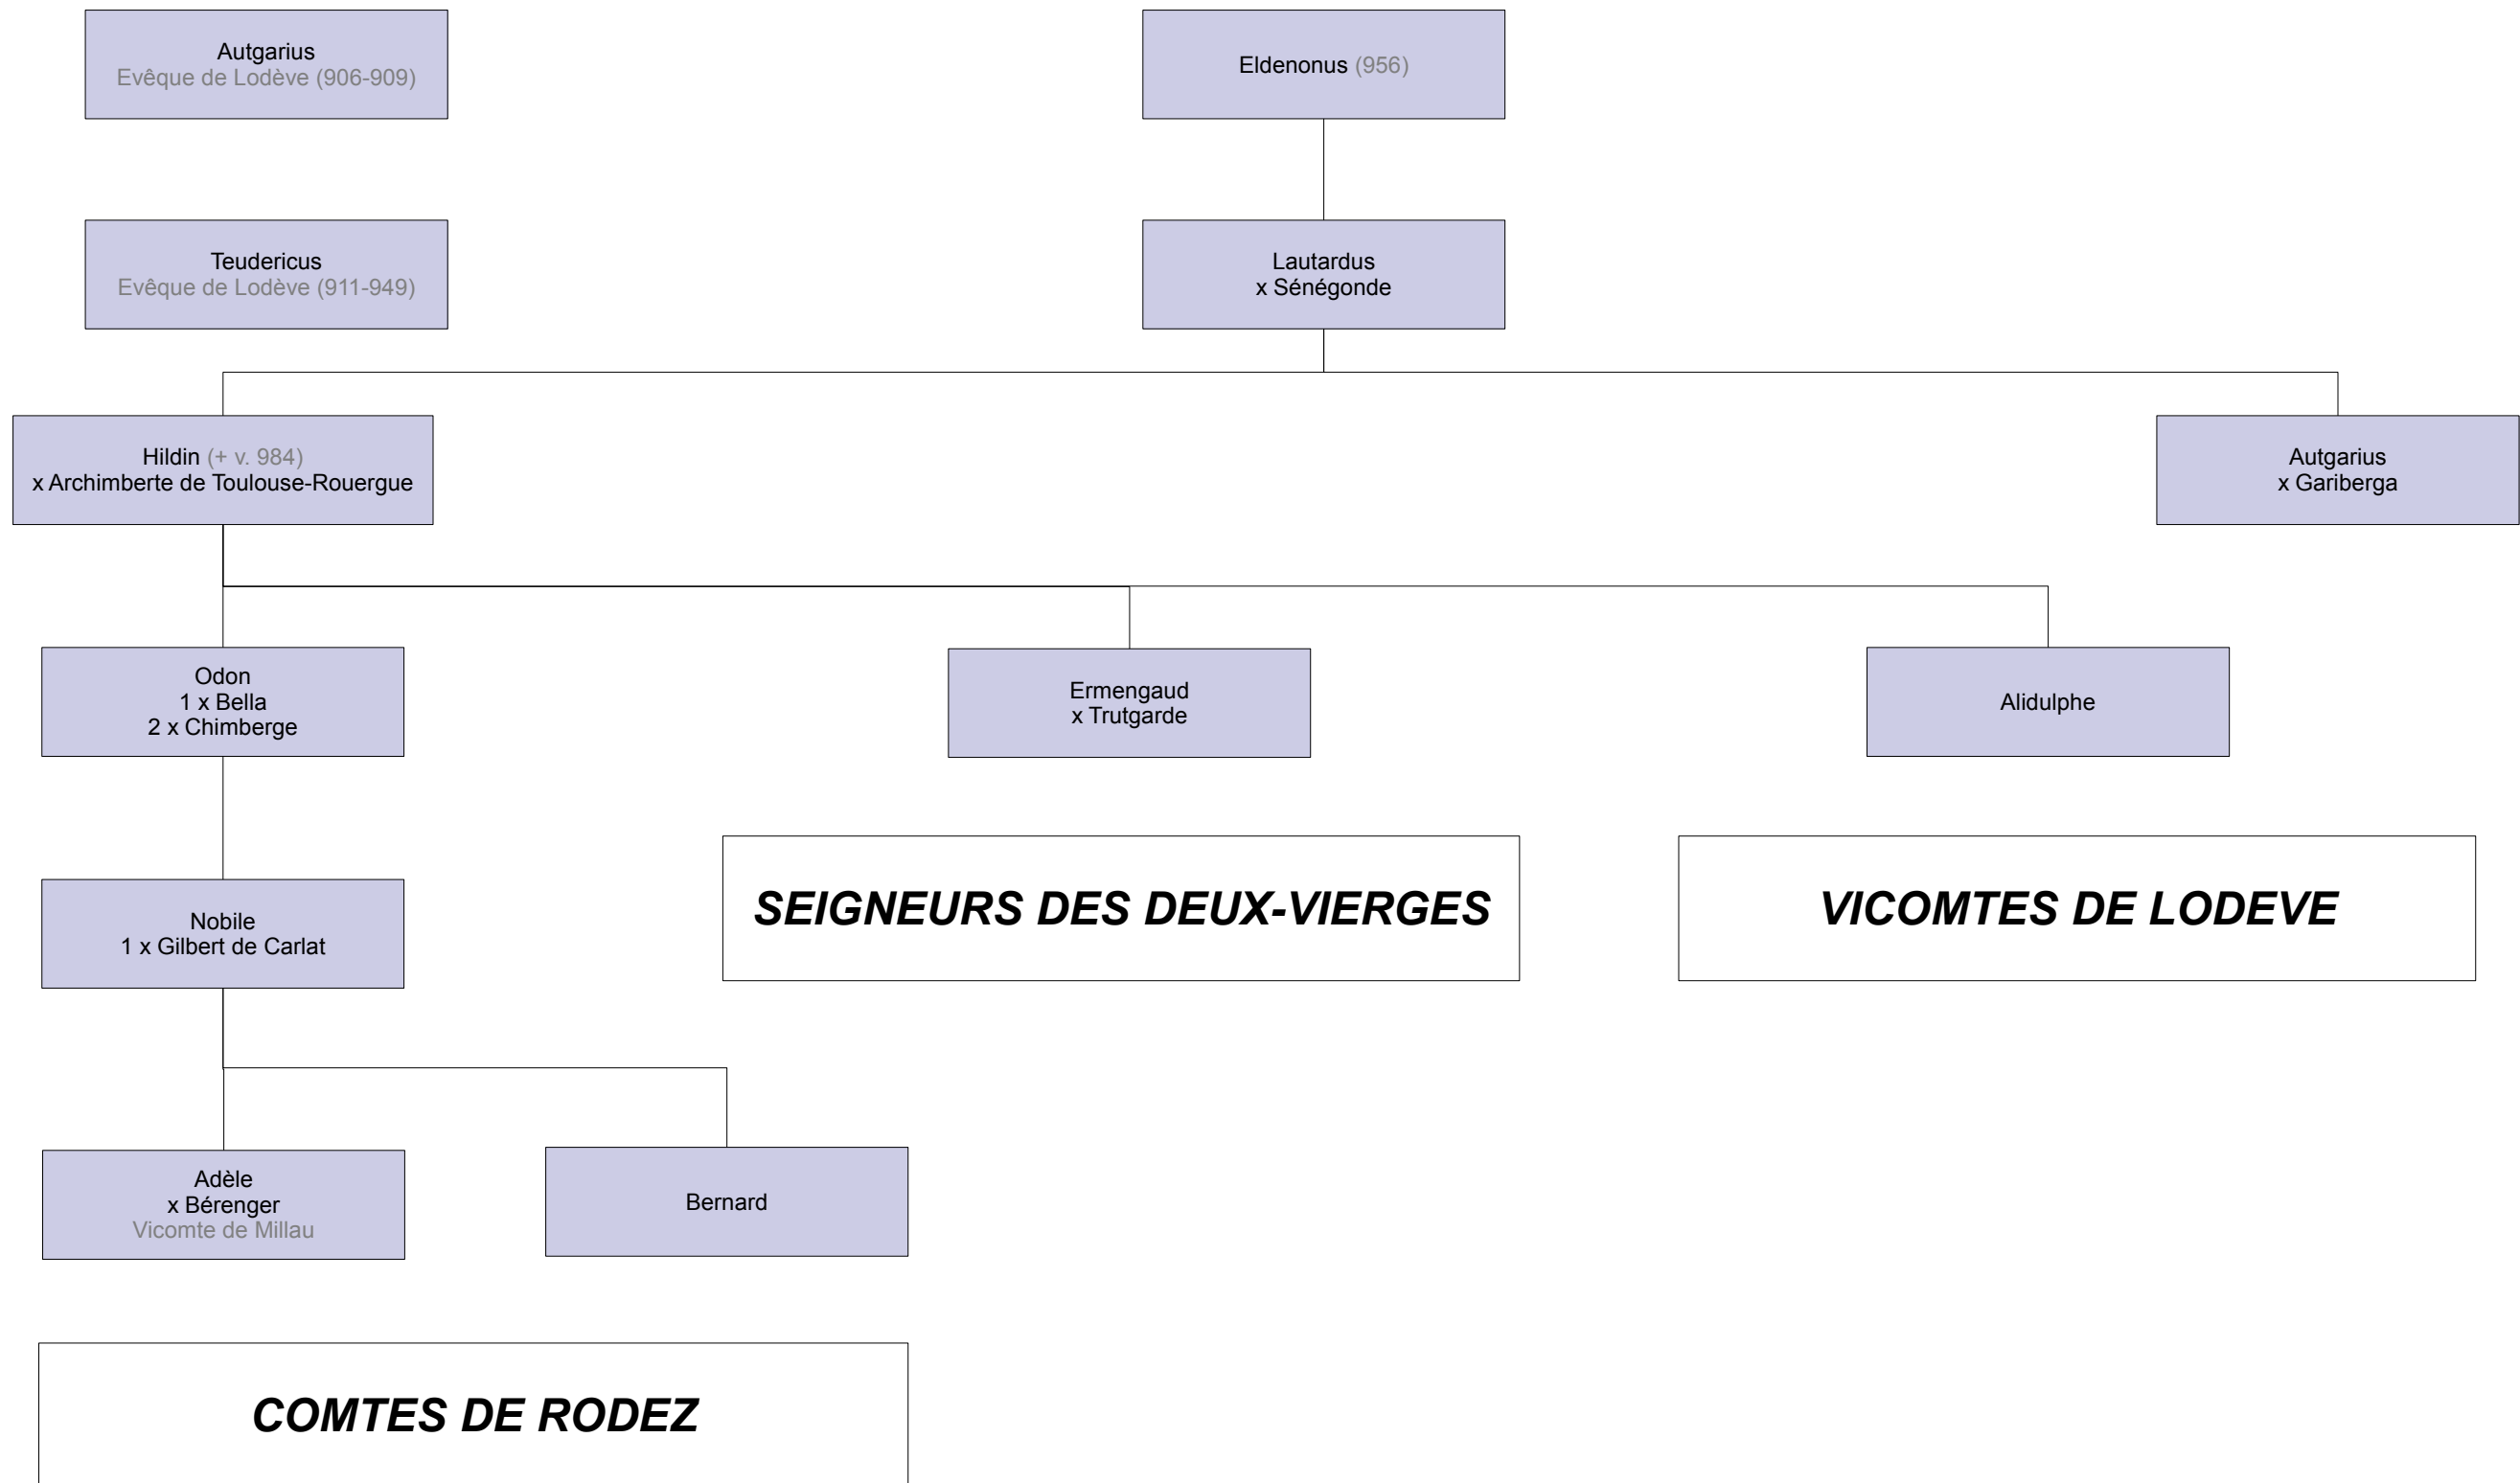 Autgarius
Evêque de Lodève (906-909)
Eldenonus (956)
Teudericus
Evêque de Lodève (911-949)
Lautardus
x Sénégonde
Hildin (+ v. 984)
x Archimberte de Toulouse-Rouergue
Autgarius
x Gariberga
Odon
1 x Bella
2 x Chimberge
Ermengaud
x Trutgarde
Alidulphe
Nobile
1 x Gilbert de Carlat
SEIGNEURS DES DEUX-VIERGES
VICOMTES DE LODEVE
Adèle
x Bérenger
Vicomte de Millau
Bernard
COMTES DE RODEZ